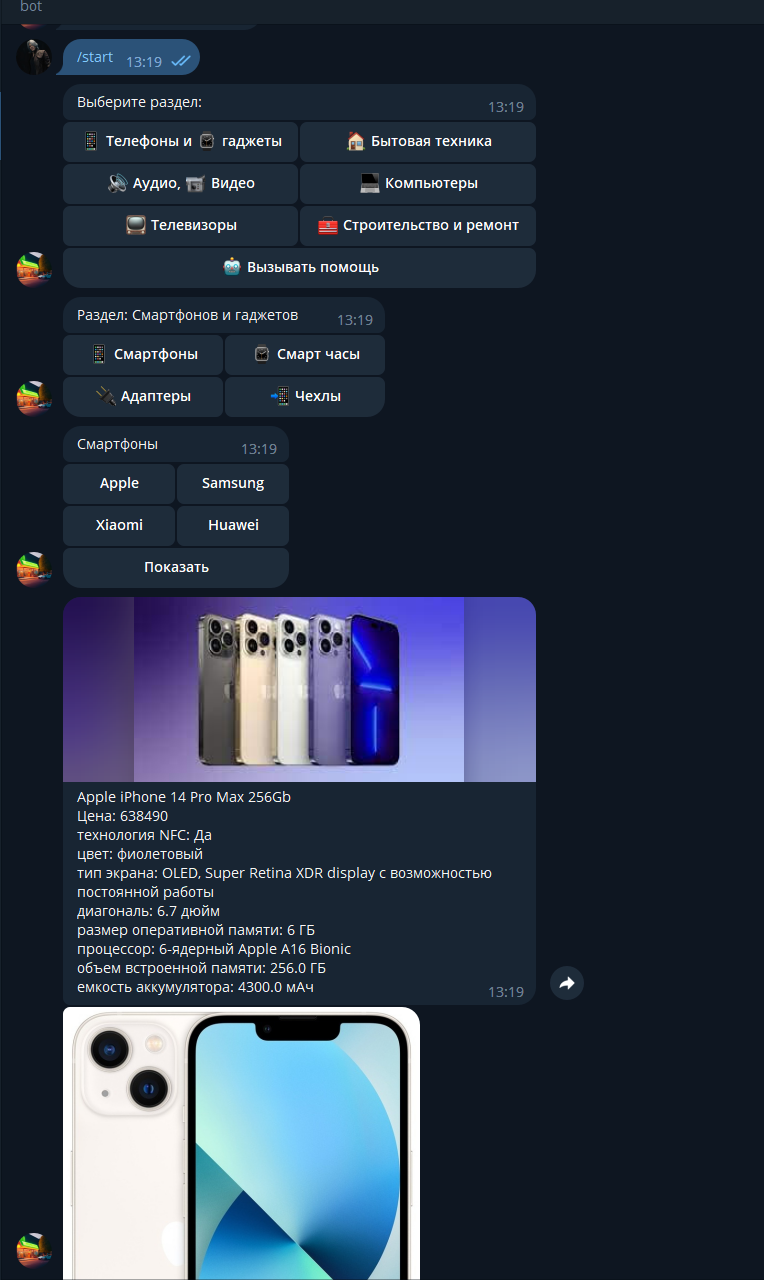 bot
/start 13:19
Выберите раздел: 13:19
Телефоны и гаджеты
Бытовая техника
Аудио, Видео
Компьютеры
Телевизоры
Строительство и ремонт
Вызывать помощь
Раздел: Смартфонов и гаджетов 13:19
Смартфоны
Смарт часы
Адаптеры
Чехлы
Смартфоны 13:19
Apple
Samsung
Xiaomi
Huawei
Показать
Apple iPhone 14 Pro Max 256Gb
Цена: 638490
технология NFC: Да
цвет: фиолетовый
тип экрана: OLED, Super Retina XDR display с возможностью
постоянной работы
диагональ: 6.7 дюйм
размер оперативной памяти: 6 ГБ
процессор: 6-ядерный Apple A16 Bionic
объем встроенной памяти: 256.0 ГБ
емкость аккумулятора: 4300.0 мАч 13:19